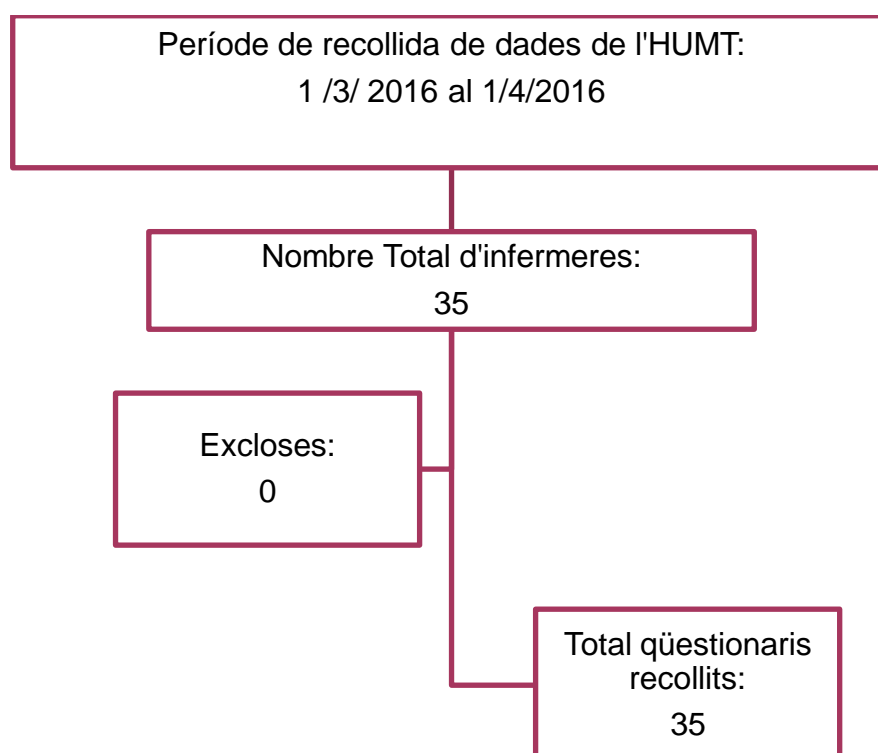 Període de recollida de dades de l'HUMT:
1 /3/ 2016 al 1/4/2016
Nombre Total d'infermeres:
35
Excloses:
0
Total qüestionaris
recollits:
35